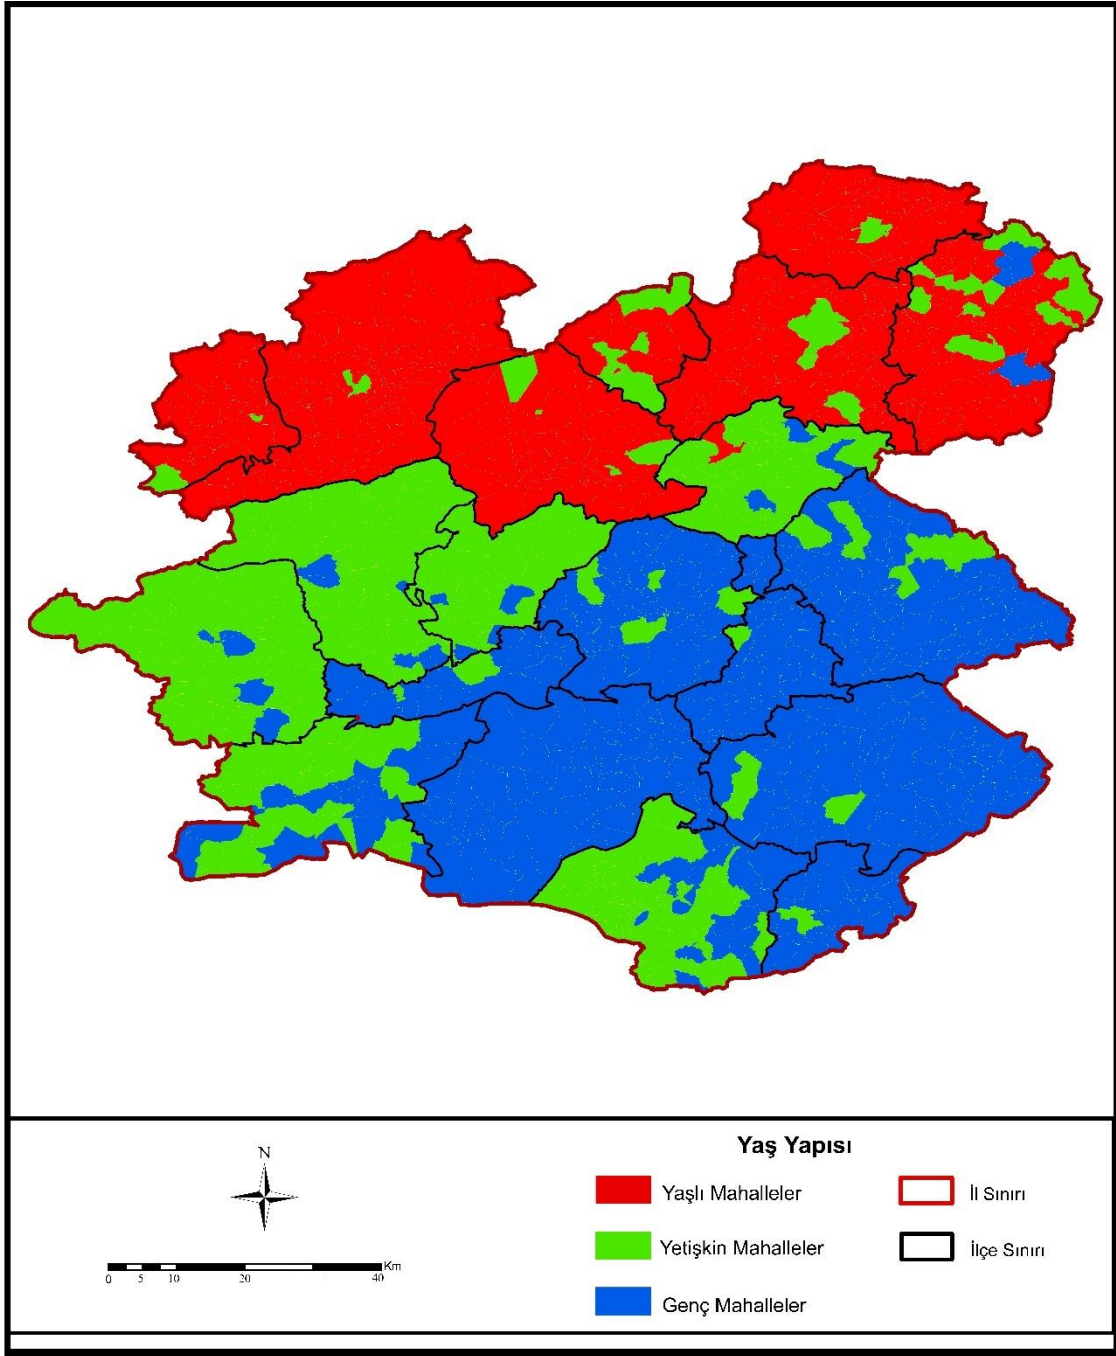 N
0 5 10 20 40 Km
Yaş Yapısı
Yaşlı Mahalleler
Yetişkin Mahalleler
Genç Mahalleler
İl Sınırı
İlçe Sınırı